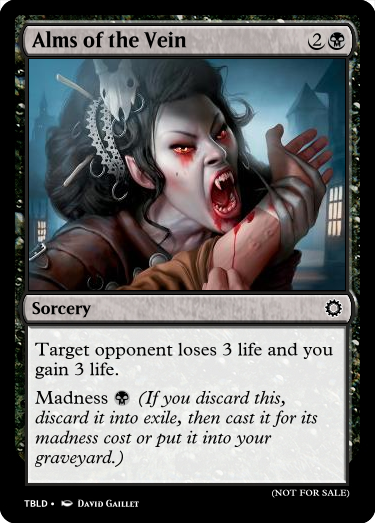 Alms of the Vein 2
Sorcery
Target opponent loses 3 life and you
gain 3 life.
Madness (If you discard this,
discard it into exile, then cast it for its
madness cost or put it into your
graveyard.)
(NOT FOR SALE)
TBLD • David Gaillet